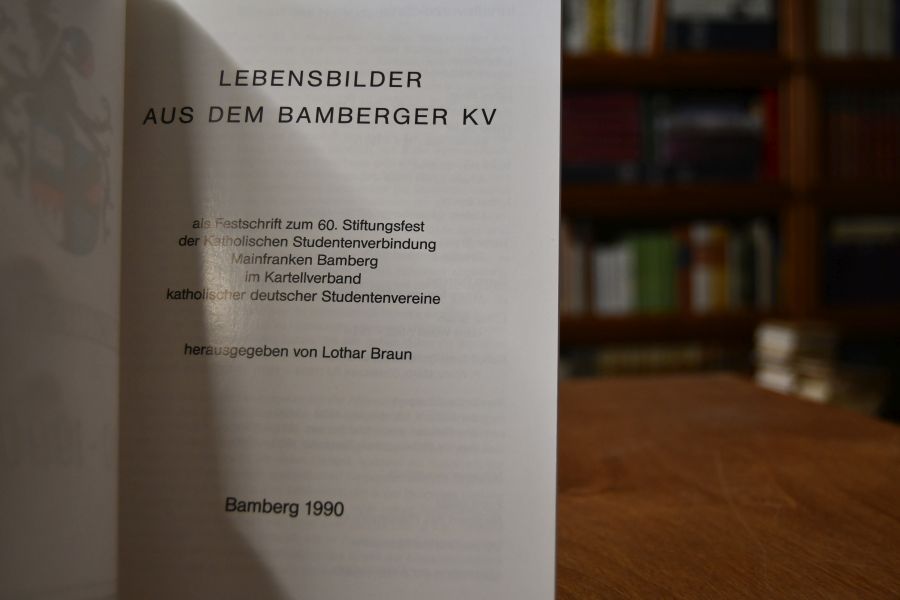 LEBENSBILDER
AUS DEM BAMBERGER KV
als Festschrift zum 60. Stiftungsfest
der Katholischen Studentenverbindung
Mainfranken Bamberg
im Kartellverband
katholischer deutscher Studentenvereine
herausgegeben von Lothar Braun
Bamberg 1990